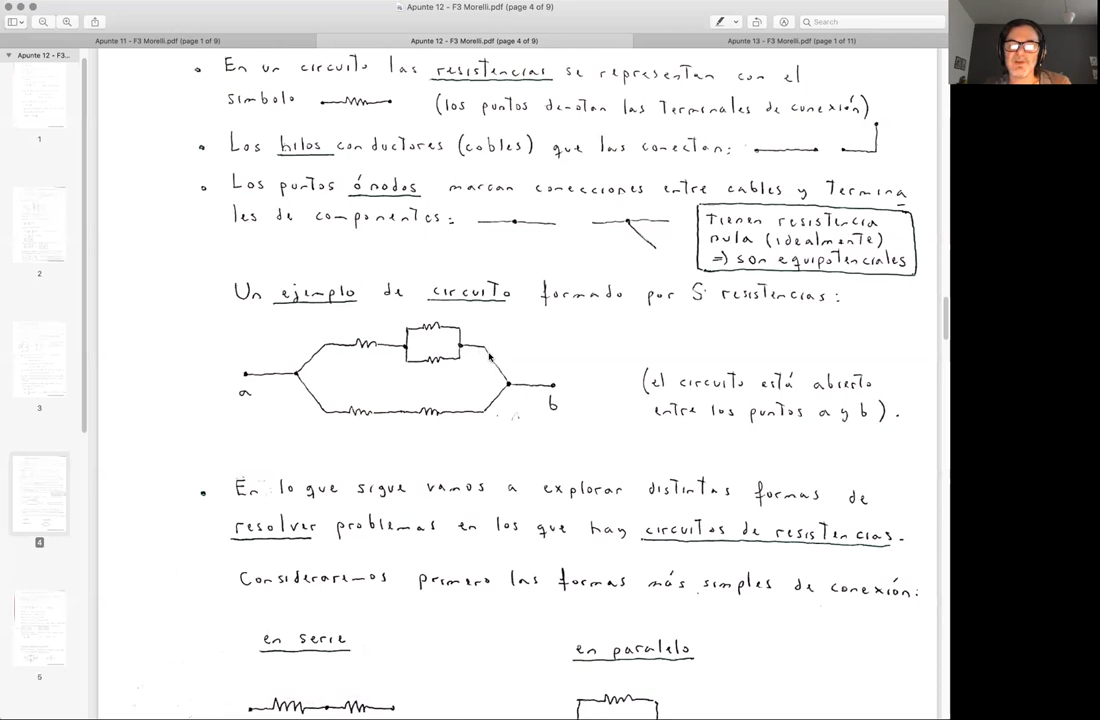 Apunte 12 - F3 Morelli.pdf (page 4 of 9)
Search
Apunte 11 - F3 Morelli.pdf (page 1 of 9)
Apunte 12 - F3 Morelli.pdf (page 4 of 9)
Apunte 13 - F3 Morelli.pdf (page 1 of 11)
Apunte 12 - F3...
1
2
3
4
5
• En un circuito las resistencias se representan con el
símbolo (los puntos denotan las terminales de conexión)
• Los hilos conductores (cables) que las conectan:
• Los puntos ó nodos marcan conecciones entre cables y termina
les de componentes:
Tienen resistencia
nula (idealmente)
=> son equipotenciales
Un ejemplo de circuito formado por 5 resistencias:
a
b
(el circuito está abierto
entre los puntos a y b).
• En lo que sigue vamos a explorar distintas formas de
resolver problemas en los que hay circuitos de resistencias.
Consideraremos primero las formas más simples de conexión:
en serie
en paralelo